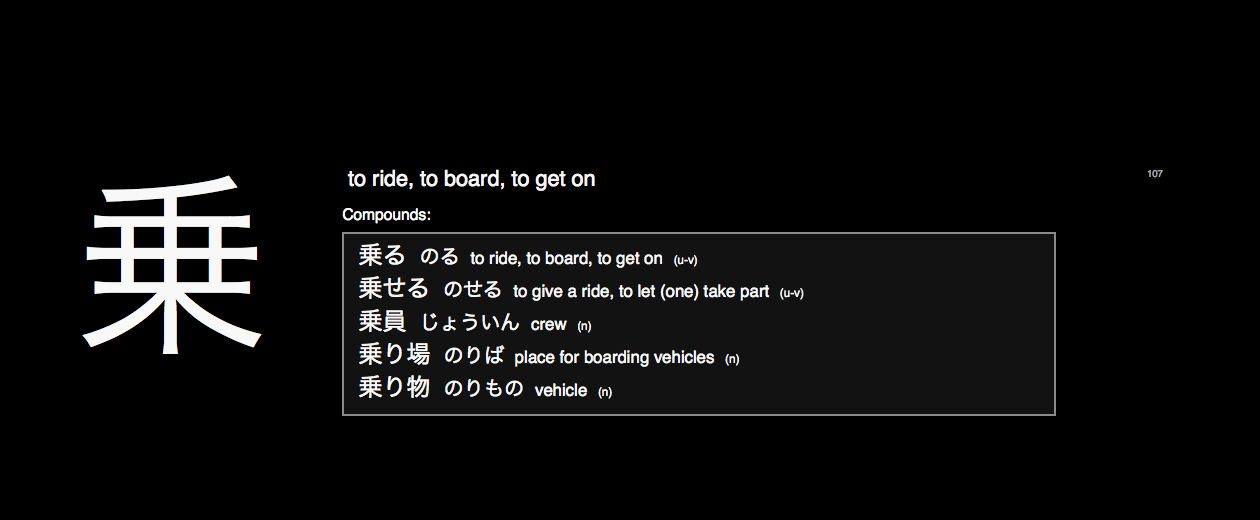 乗
to ride, to board, to get on
107
Compounds:
乗る のる to ride, to board, to get on (u-v)
乗せる のせる to give a ride, to let (one) take part (u-v)
乗員 じょういん crew (n)
乗り場 のりば place for boarding vehicles (n)
乗り物 のりもの vehicle (n)